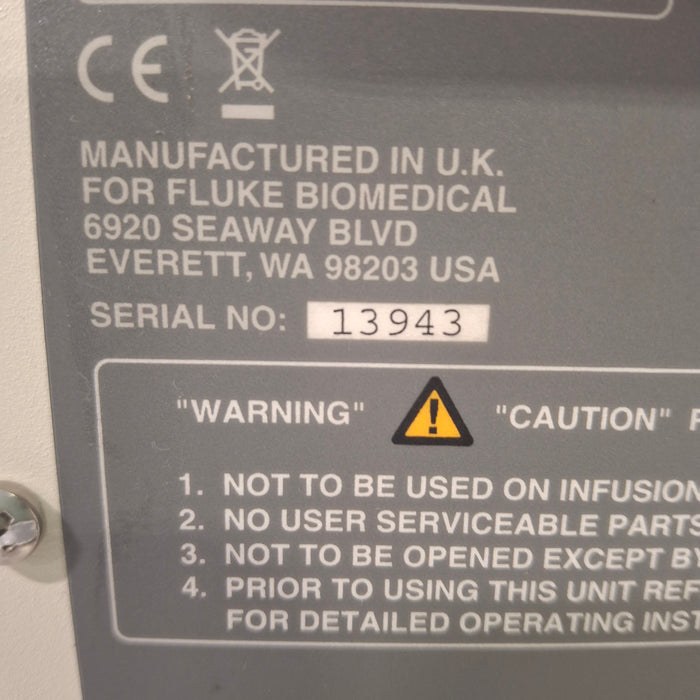 CE
MANUFACTURED IN U.K.
FOR FLUKE BIOMEDICAL
6920 SEAWAY BLVD
EVERETT, WA 98203 USA
SERIAL NO: 13943
"WARNING" "CAUTION"
1. NOT TO BE USED ON INFUSION
2. NO USER SERVICEABLE PARTS
3. NOT TO BE OPENED EXCEPT BY
4. PRIOR TO USING THIS UNIT REF
FOR DETAILED OPERATING INST